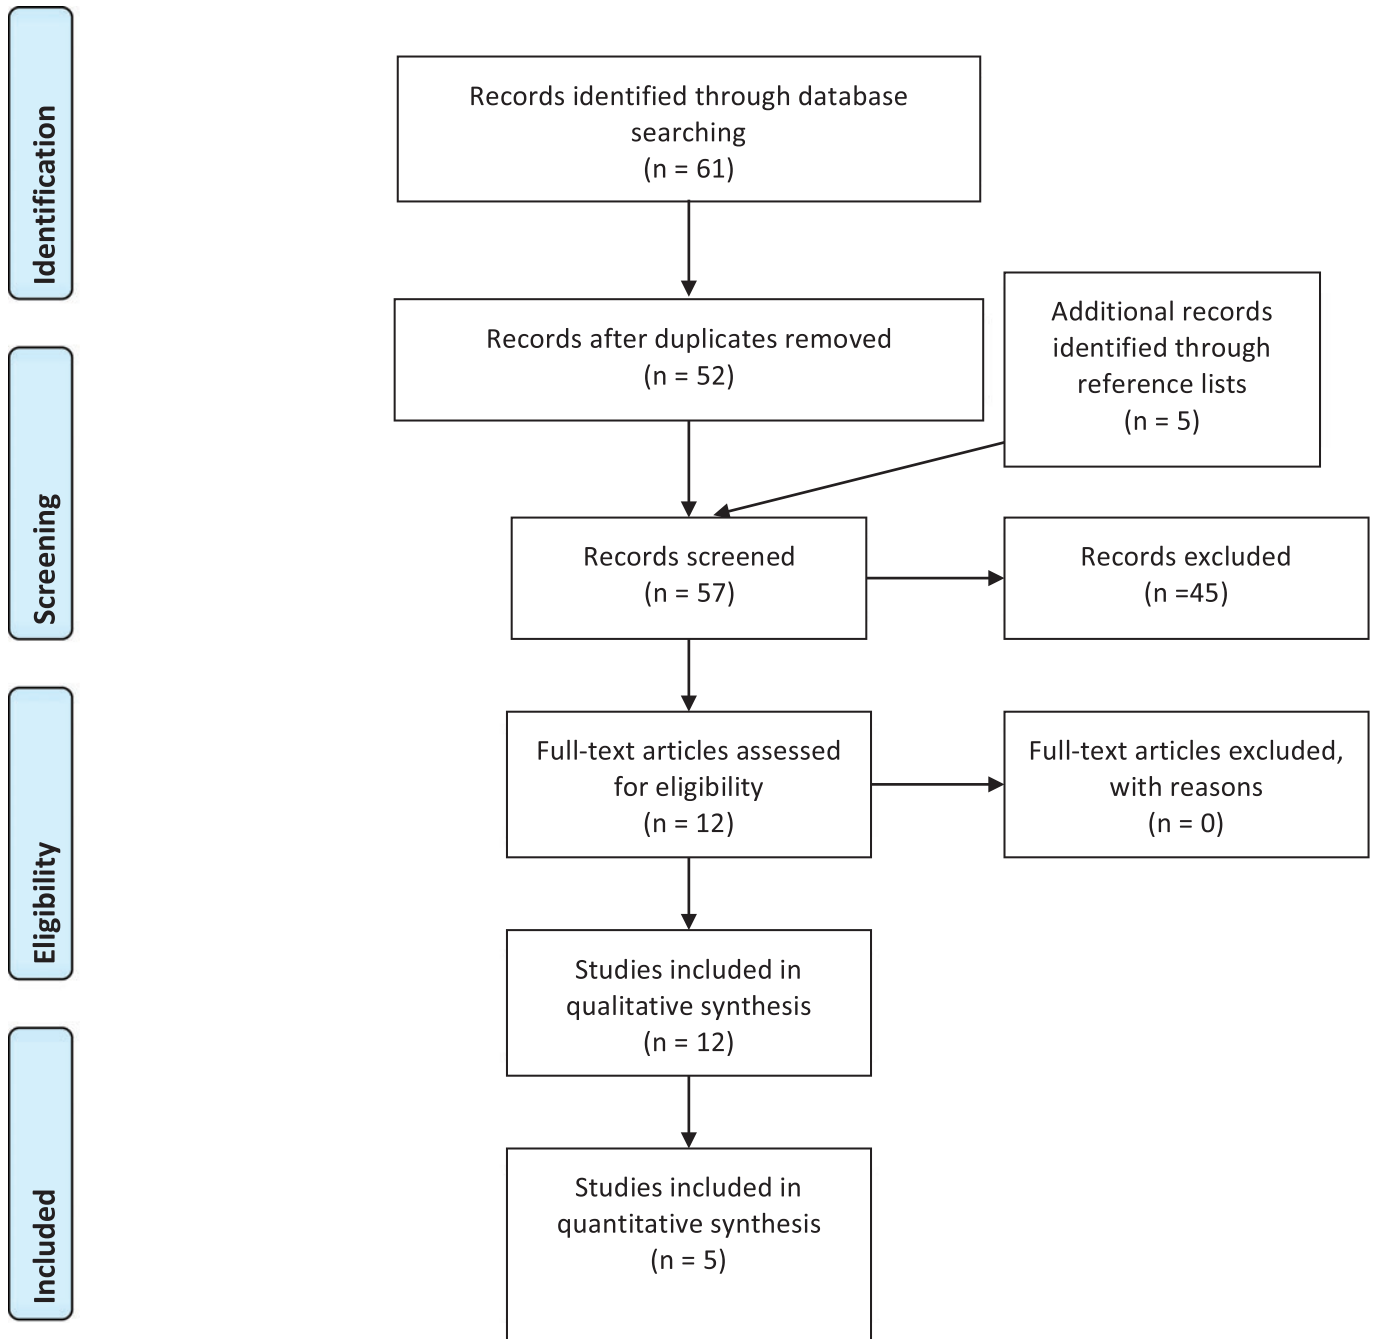 Identification
Records identified through database
searching
(n = 61)
Records after duplicates removed
(n = 52)
Additional records
identified through
reference lists
(n = 5)
Screening
Records screened
(n = 57)
Records excluded
(n =45)
Eligibility
Full-text articles assessed
for eligibility
(n = 12)
Full-text articles excluded,
with reasons
(n = 0)
Studies included in
qualitative synthesis
(n = 12)
Included
Studies included in
quantitative synthesis
(n = 5)